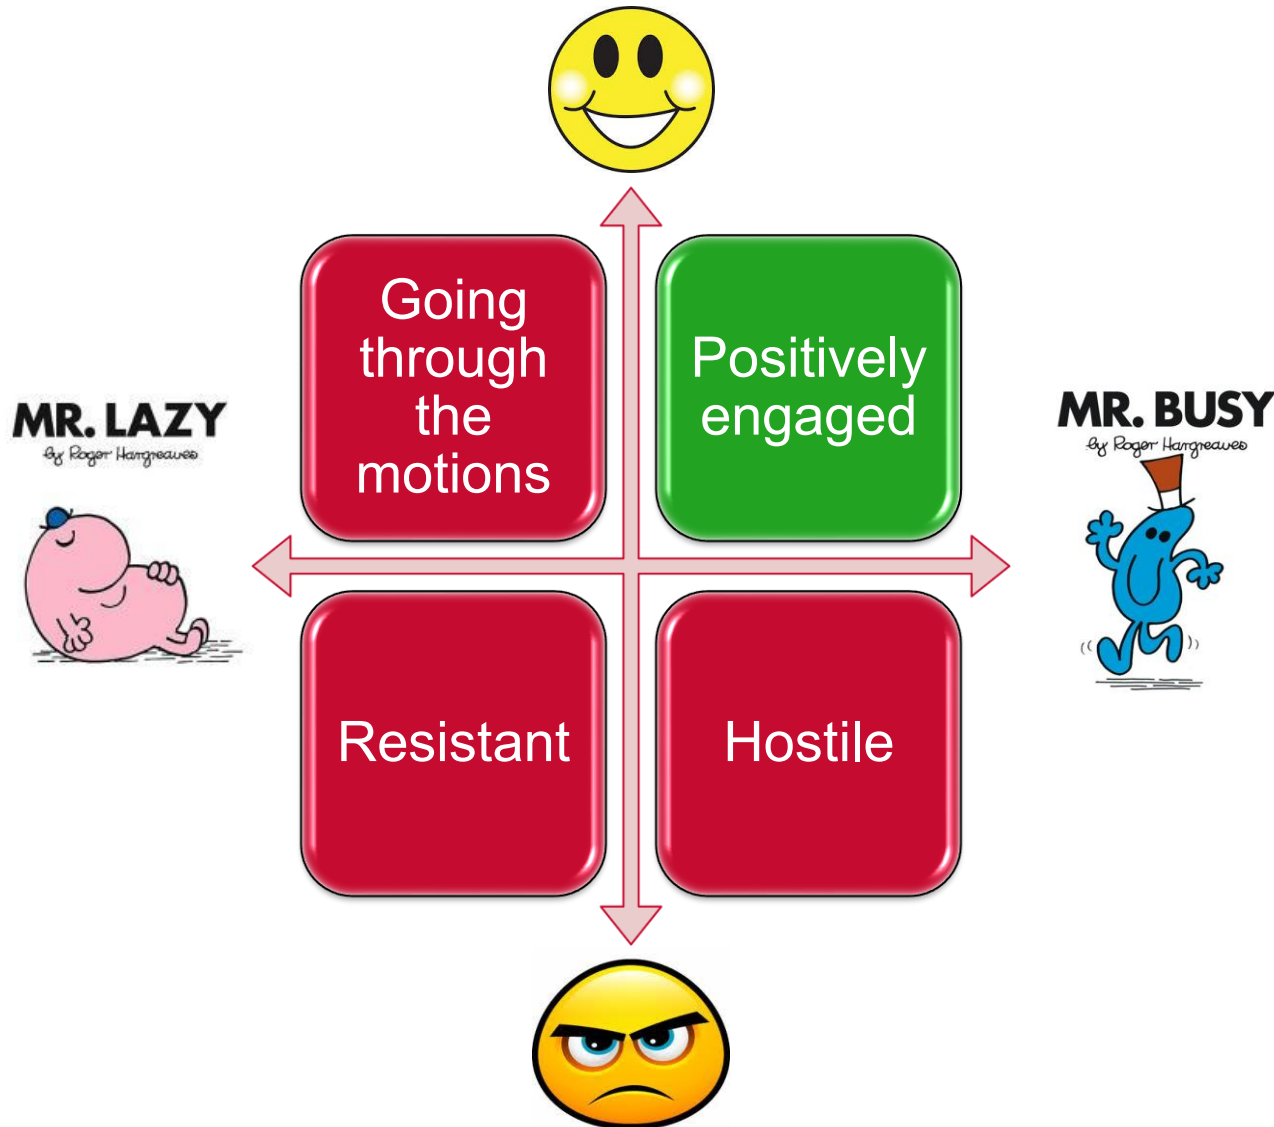 Going
through
the
motions
Positively
engaged
MR. LAZY
by Roger Hargreaves
MR. BUSY
by Roger Hargreaves
Resistant
Hostile